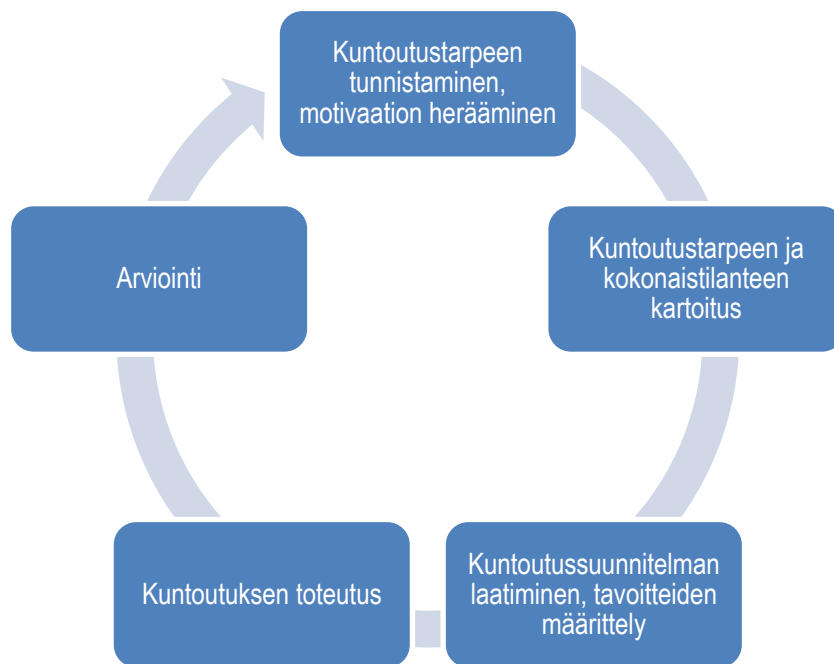 Kuntoutustarpeen
tunnistaminen,
motivaation herääminen
Kuntoutustarpeen ja
kokonaistilanteen
kartoitus
Kuntoutussuunnitelman
laatiminen, tavoitteiden
määrittely
Kuntoutuksen toteutus
Arviointi